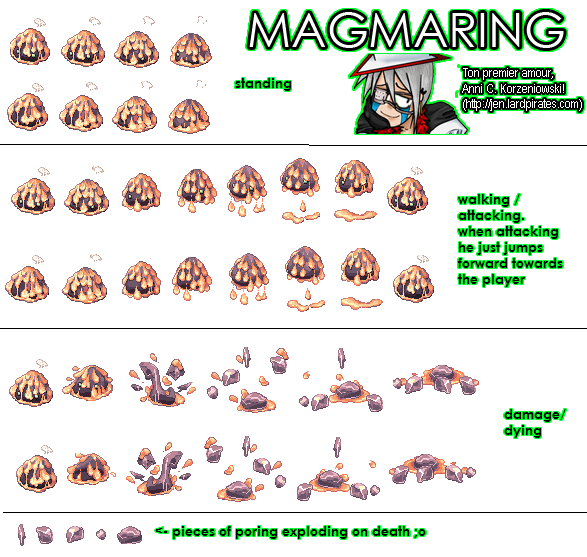 MAGMARING
Ton premier amour,
Anni C. Korzeniowski!
(http://jen.lardpirates.com)
standing
walking /
attacking.
when attacking
he just jumps
forward towards
the player
damage/
dying
<- pieces of poring exploding on death ;o